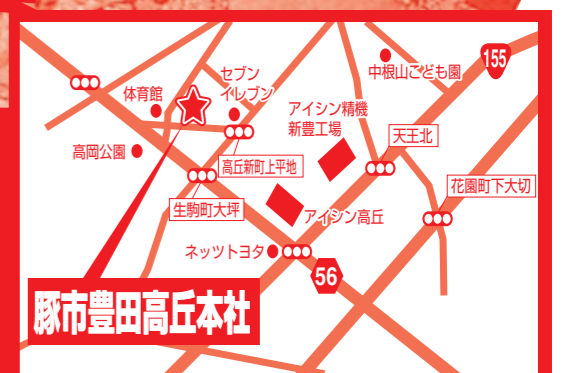 セブン
イレブン
体育館
中根山こども園
155
アイシン精機
新豊工場
天王北
高岡公園
高丘新町上平地
花園町下大切
生駒町大坪
アイシン高丘
ネッツトヨタ
56
豚市豊田高丘本社